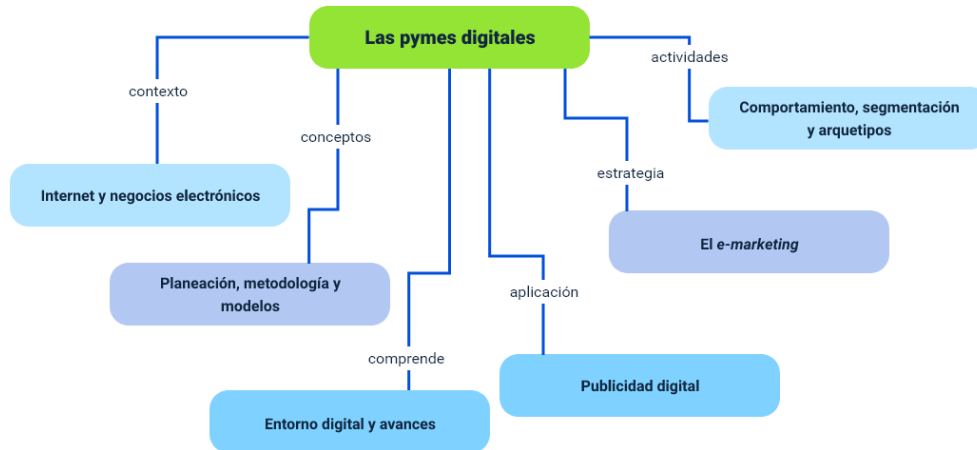 Las pymes digitales
contexto
Internet y negocios electrónicos
conceptos
Planeación, metodología y
modelos
comprende
Entorno digital y avances
aplicación
Publicidad digital
estrategia
El e-marketing
actividades
Comportamiento, segmentación
y arquetipos